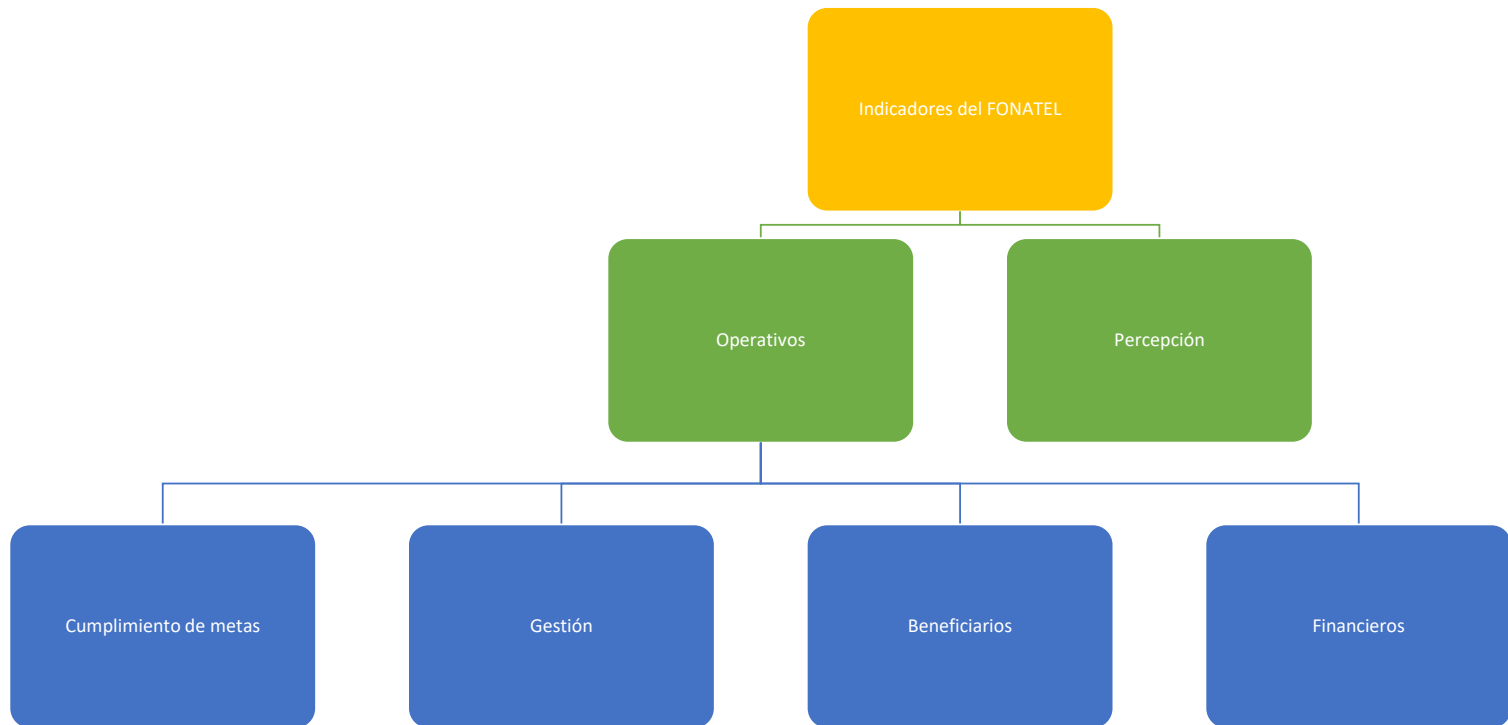 Indicadores del FONATEL
Operativos
Percepción
Cumplimiento de metas
Gestión
Beneficiarios
Financieros